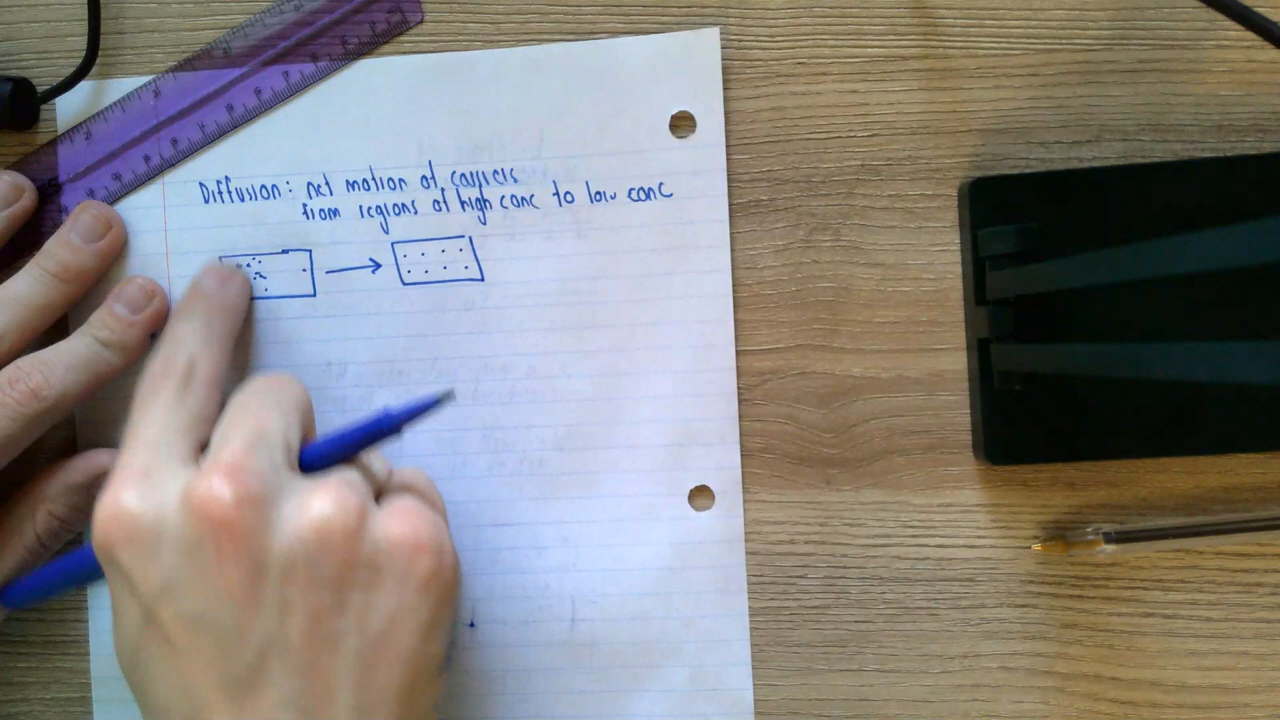 Diffusion: net motion of carriers
from regions of high conc to low conc